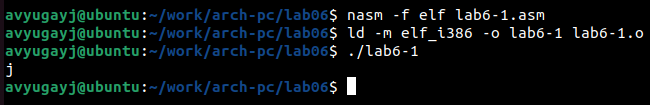 avyugayj@ubuntu:~/work/arch-pc/lab06$ nasm -f elf lab6-1.asm
avyugayj@ubuntu:~/work/arch-pc/lab06$ ld -m elf_i386 -o lab6-1 lab6-1.o
avyugayj@ubuntu:~/work/arch-pc/lab06$ ./lab6-1
j
avyugayj@ubuntu:~/work/arch-pc/lab06$